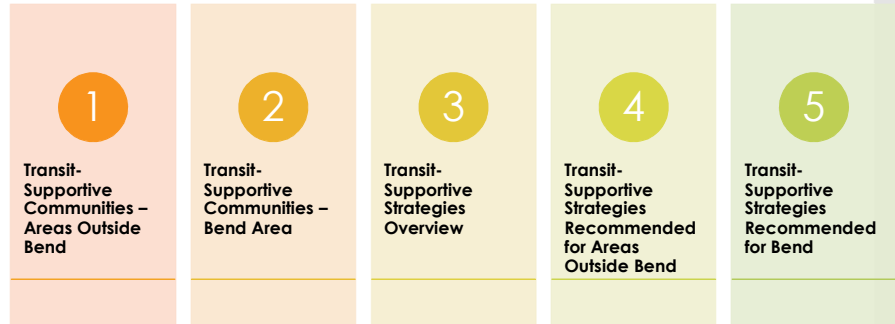 1
Transit-
Supportive
Communities –
Areas Outside
Bend
2
Transit-
Supportive
Communities –
Bend Area
3
Transit-
Supportive
Strategies
Overview
4
Transit-
Supportive
Strategies
Recommended
for Areas
Outside Bend
5
Transit-
Supportive
Strategies
Recommended
for Bend